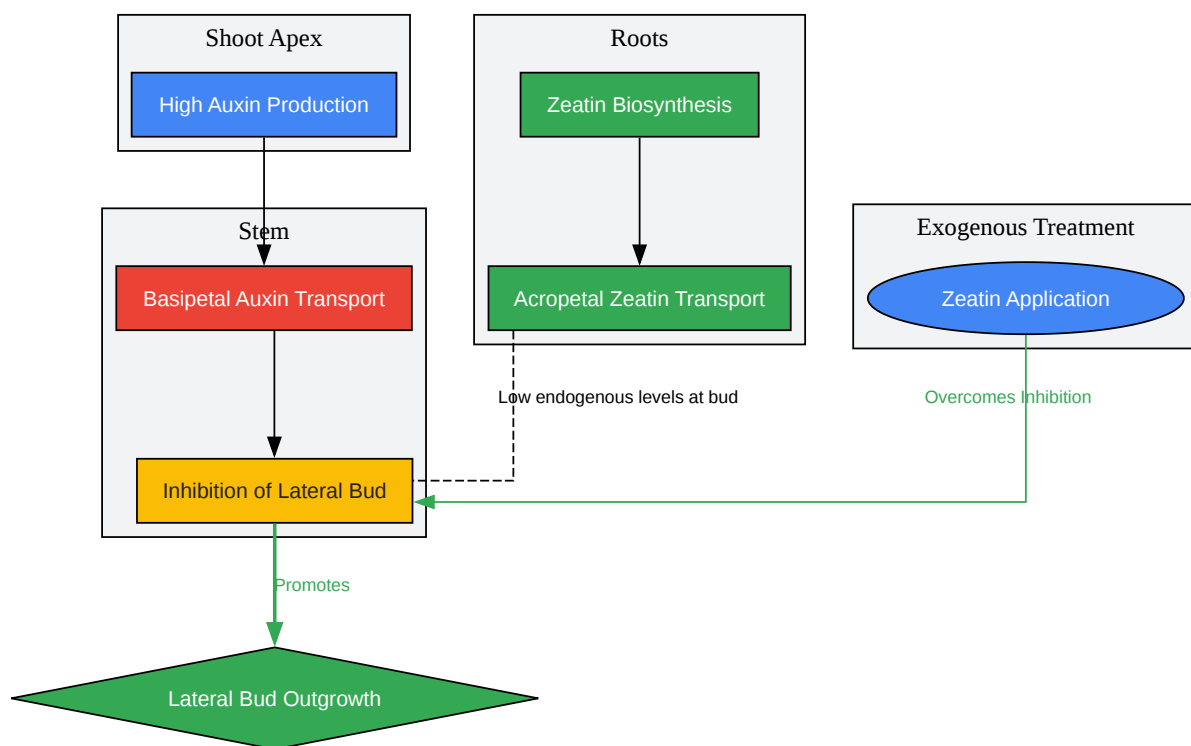 Shoot Apex
High Auxin Production
Roots
Zeatin Biosynthesis
Stem
Basipetal Auxin Transport
Acropetal Zeatin Transport
Exogenous Treatment
Zeatin Application
Low endogenous levels at bud
Overcomes Inhibition
Inhibition of Lateral Bud
Promotes
Lateral Bud Outgrowth